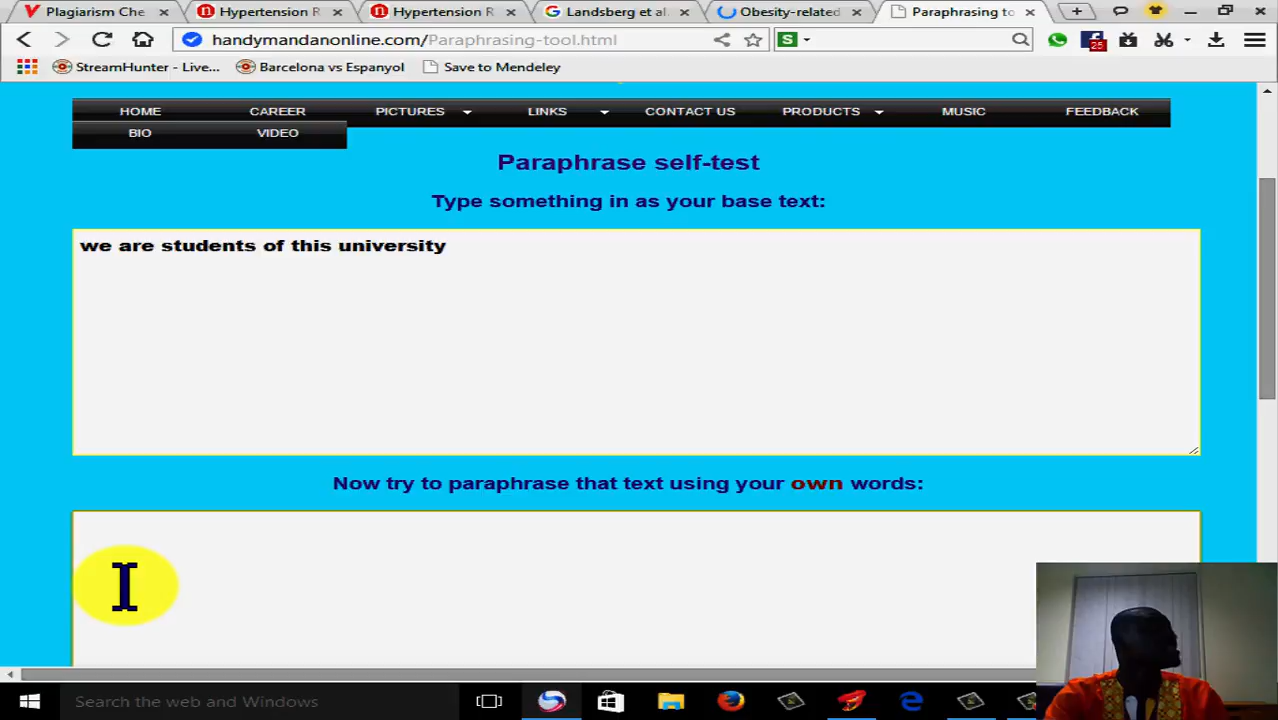 Plagiarism Che
Hypertension R
Hypertension R
Landsberg et al.
Obesity-related
Paraphrasing to
handymandanonline.com/Paraphrasing-tool.html
S
25
StreamHunter - Live...
Barcelona vs Espanyol
Save to Mendeley
HOME CAREER PICTURES LINKS CONTACT US PRODUCTS MUSIC FEEDBACK
BIO VIDEO
Paraphrase self-test
Type something in as your base text:
we are students of this university
Now try to paraphrase that text using your own words:
Search the web and Windows